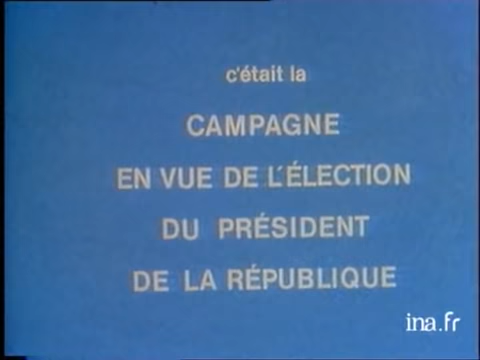 c'était la
CAMPAGNE
EN VUE DE L'ÉLECTION
DU PRÉSIDENT
DE LA RÉPUBLIQUE
ina.fr